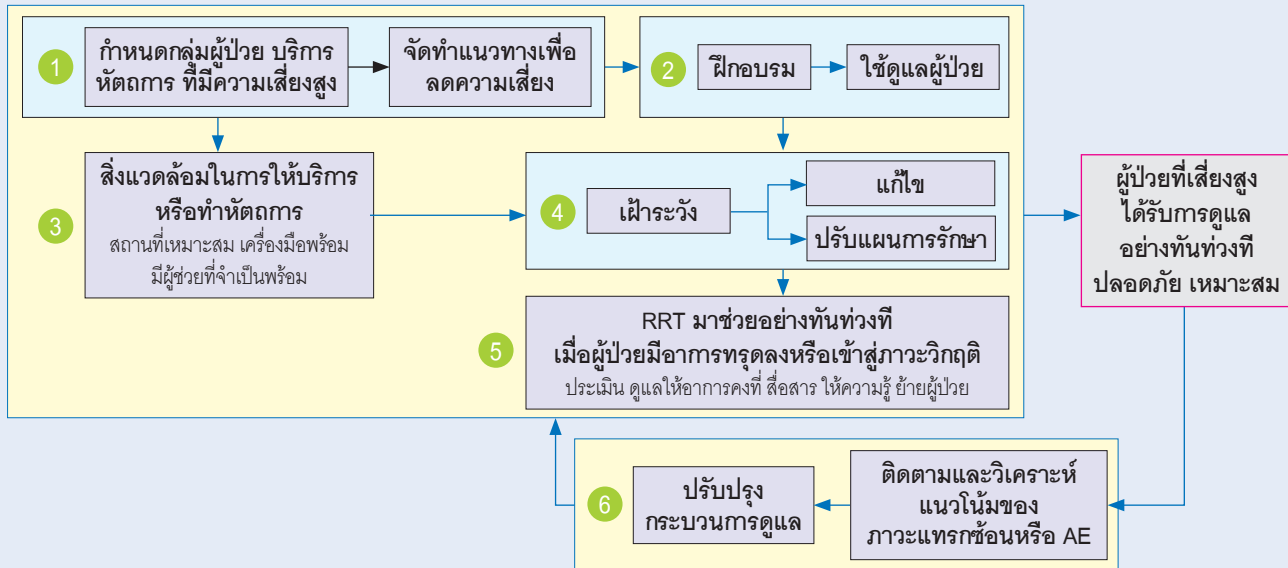 1
กำหนดกลุ่มผู้ป่วย บริการ
หัตถการ ที่มีความเสี่ยงสูง
จัดทำแนวทางเพื่อ
ลดความเสี่ยง
2
ฝึกอบรม
ใช้ดูแลผู้ป่วย
3
สิ่งแวดล้อมในการให้บริการ
หรือทำหัตถการ
สถานที่เหมาะสม เครื่องมือพร้อม
มีผู้ช่วยที่จำเป็นพร้อม
4
เฝ้าระวัง
แก้ไข
ปรับแผนการรักษา
5
RRT มาช่วยอย่างทันท่วงที
เมื่อผู้ป่วยมีอาการทรุดลงหรือเข้าสู่ภาวะวิกฤติ
ประเมิน ดูแลให้อาการคงที่ สื่อสาร ให้ความรู้ ย้ายผู้ป่วย
ผู้ป่วยที่เสี่ยงสูง
ได้รับการดูแล
อย่างทันท่วงที
ปลอดภัย เหมาะสม
6
ปรับปรุง
กระบวนการดูแล
ติดตามและวิเคราะห์
แนวโน้มของ
ภาวะแทรกซ้อนหรือ AE